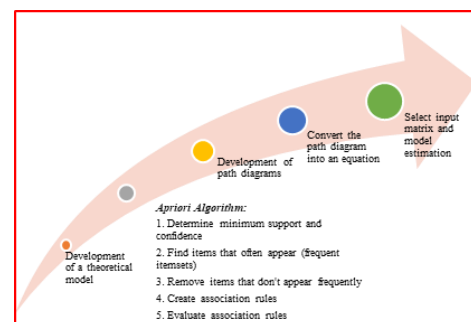 Development
of a theoretical
model
Apriori Algorithm:
1. Determine minimum support and
confidence
2. Find items that often appear (frequent
itemsets)
3. Remove items that don't appear frequently
4. Create association rules
5. Evaluate association rules
Development of
path diagrams
Convert the
path diagram
into an equation
Select input
matrix and
model
estimation